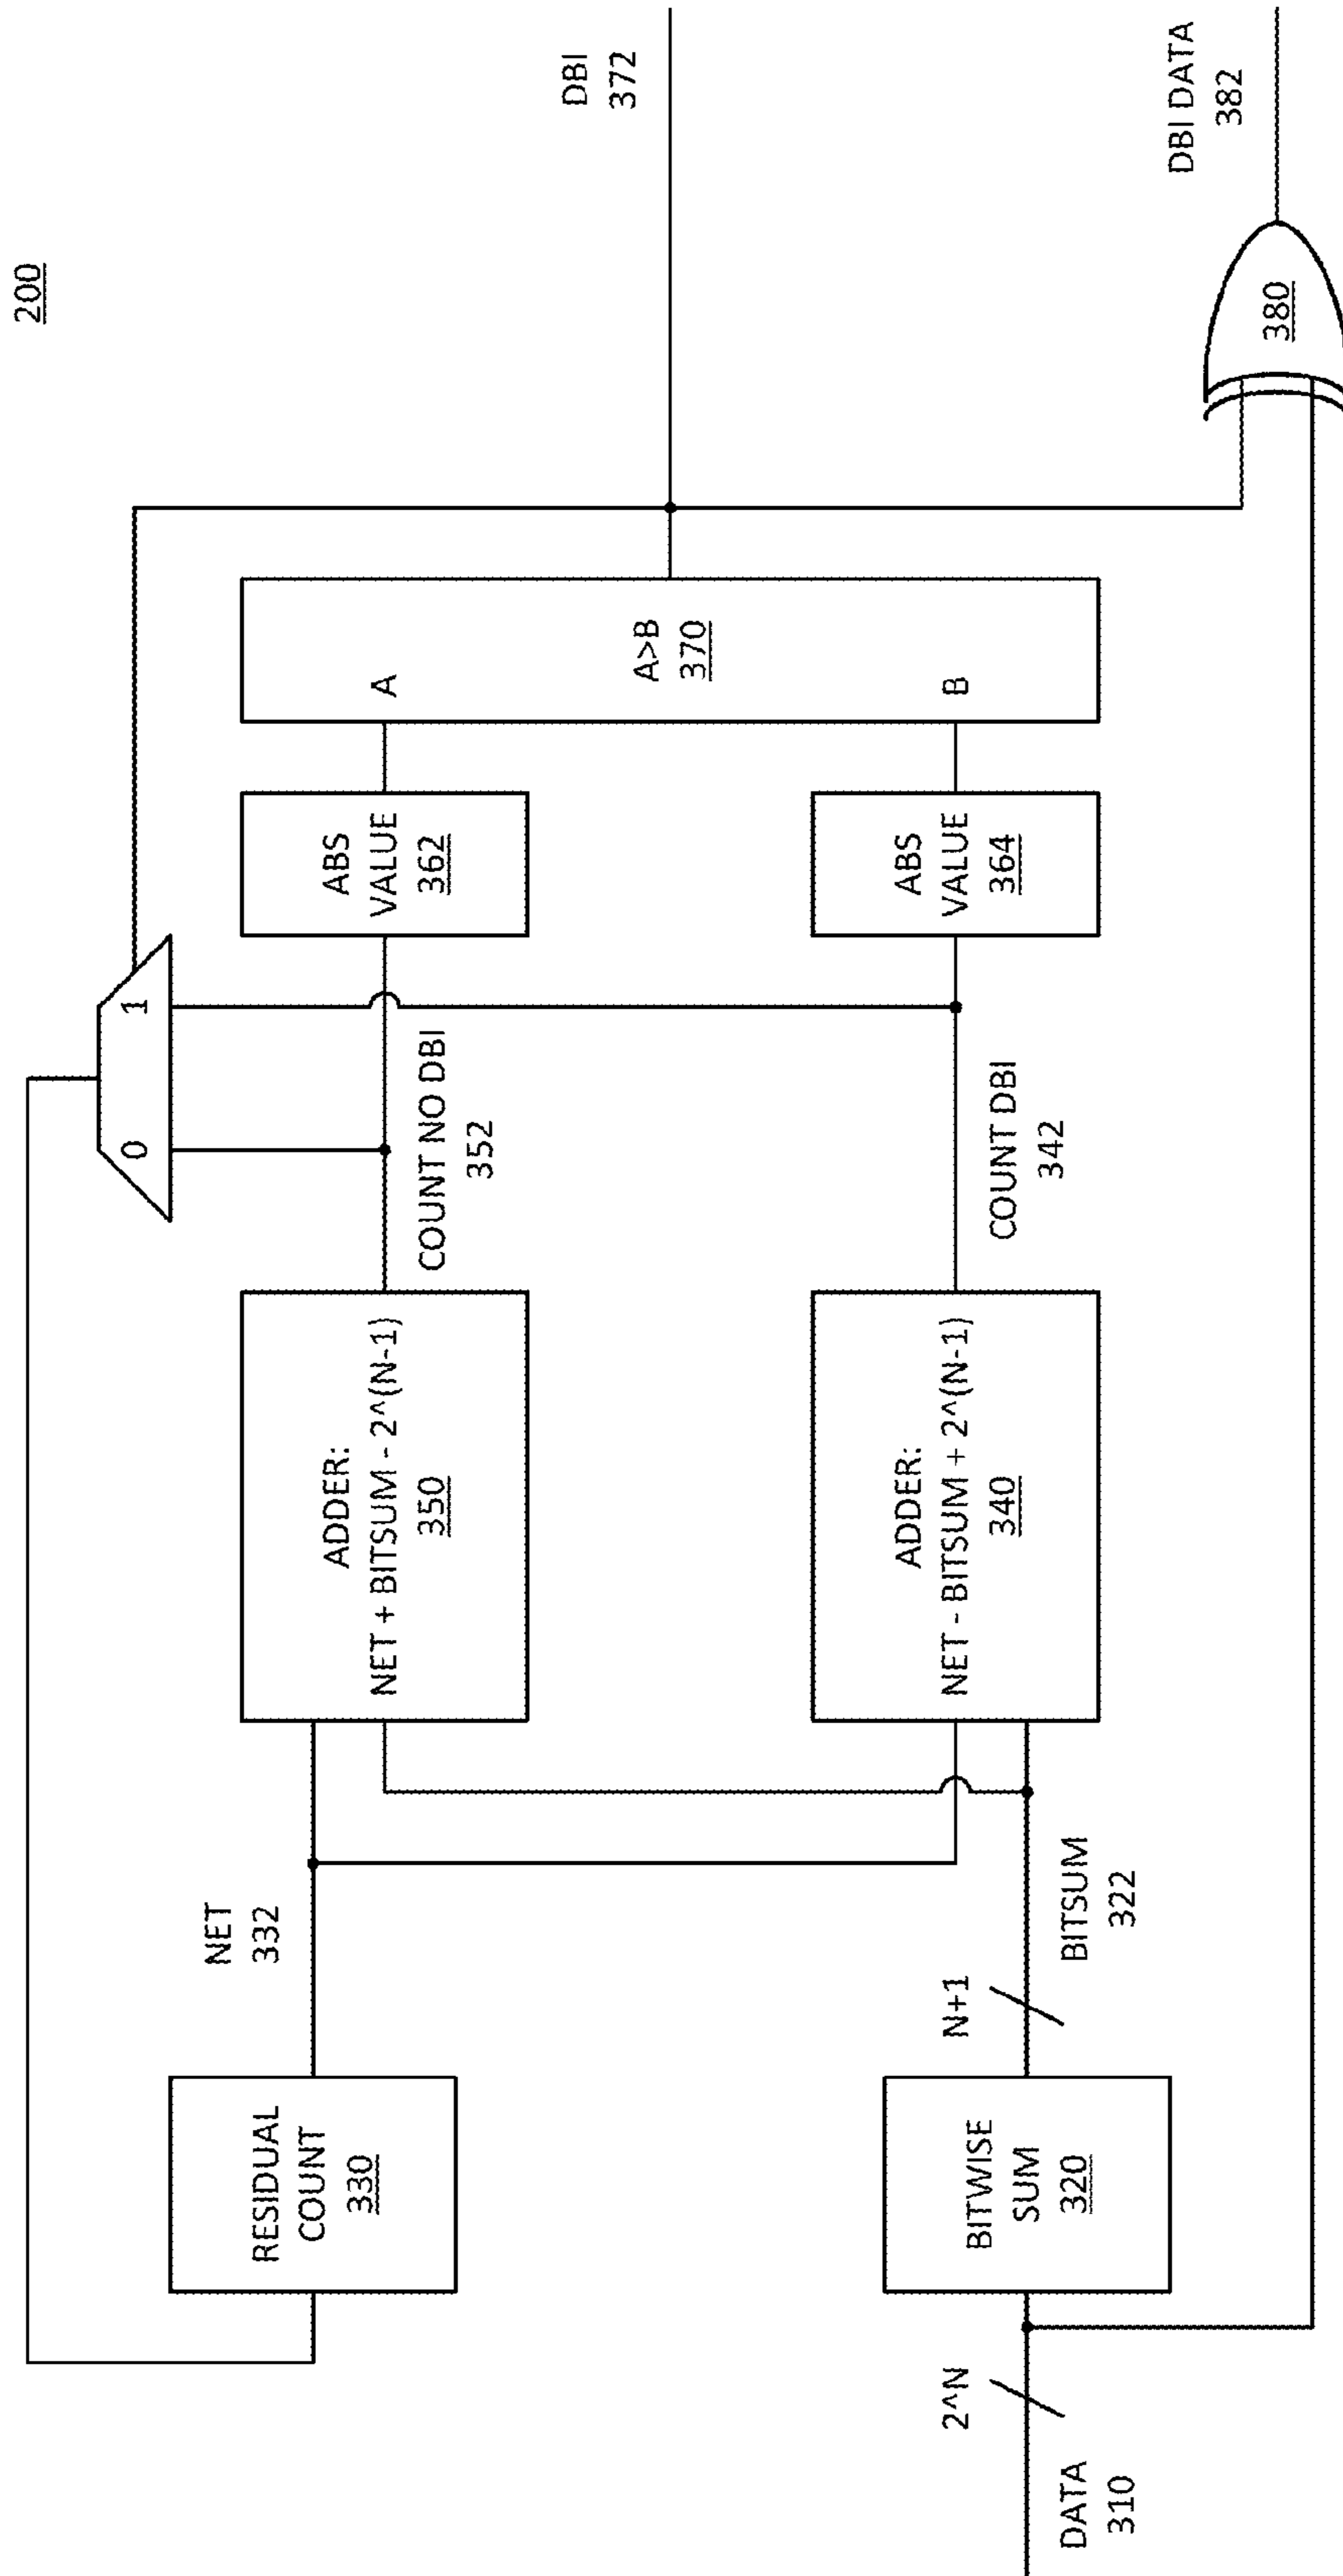 200
RESIDUAL
COUNT
330
NET
332
ADDER:
NET + BITSUM - 2^(N-1)
350
COUNT NO DBI
352
0
1
ABS
VALUE
362
A
A>B
370
B
DBI
372
DATA
310
2^N
BITWISE
SUM
320
N+1
BITSUM
322
ADDER:
NET - BITSUM + 2^(N-1)
340
COUNT DBI
342
ABS
VALUE
364
380
DBI DATA
382